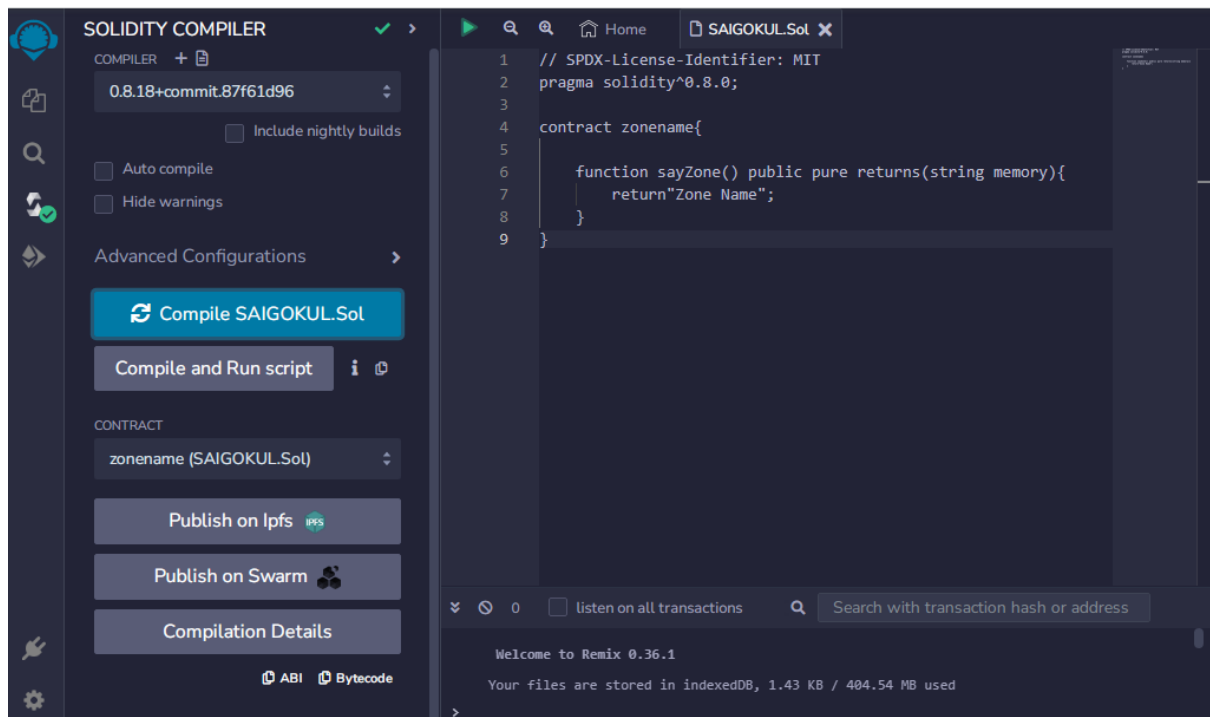 SOLIDITY COMPILER
COMPILER
0.8.18+commit.87f61d96
Include nightly builds
Auto compile
Hide warnings
Advanced Configurations
Compile SAIGOKUL.Sol
Compile and Run script
CONTRACT
zonename (SAIGOKUL.Sol)
Publish on Ipfs IPFS
Publish on Swarm
Compilation Details
ABI Bytecode
Home SAIGOKUL.Sol
1 // SPDX-License-Identifier: MIT
2 pragma solidity^0.8.0;
3
4 contract zonename{
5
6 function sayZone() public pure returns(string memory){
7 return"Zone Name";
8 }
9 }
0 listen on all transactions Search with transaction hash or address
Welcome to Remix 0.36.1
Your files are stored in indexedDB, 1.43 KB / 404.54 MB used
>